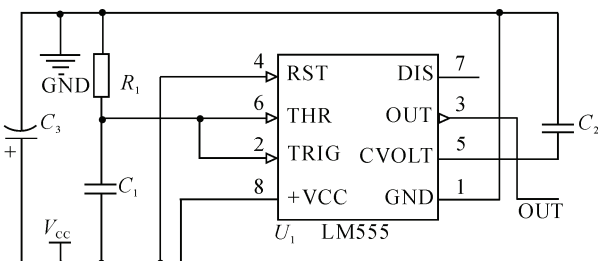 4 RST DIS 7
GND R1
6 THR OUT 3
C3 C2
+
2 TRIG CVOLT 5
C1
8 +VCC GND 1
OUT
VCC
U1 LM555